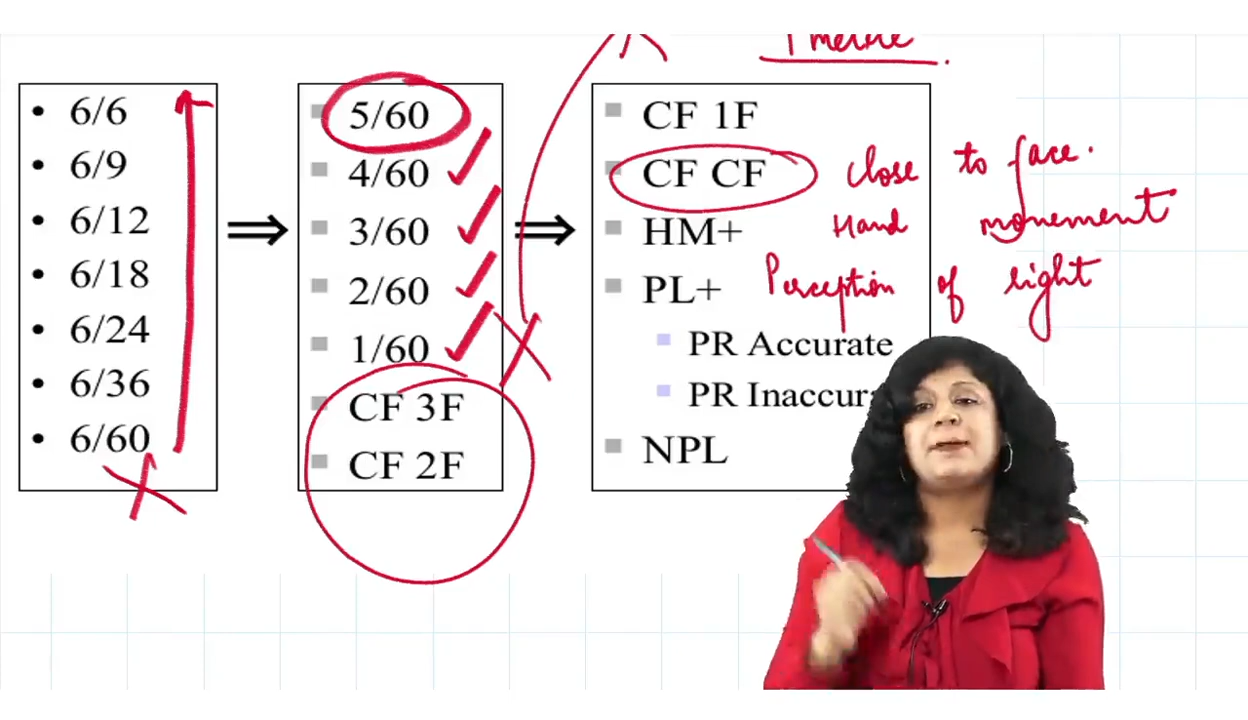 1 metre
6/6
6/9
6/12
6/18
6/24
6/36
6/60
5/60
4/60
3/60
2/60
1/60
CF 3F
CF 2F
CF 1F
CF CF close to face.
HM+ Hand movement
PL+ Perception of light
PR Accurate
PR Inaccura
NPL